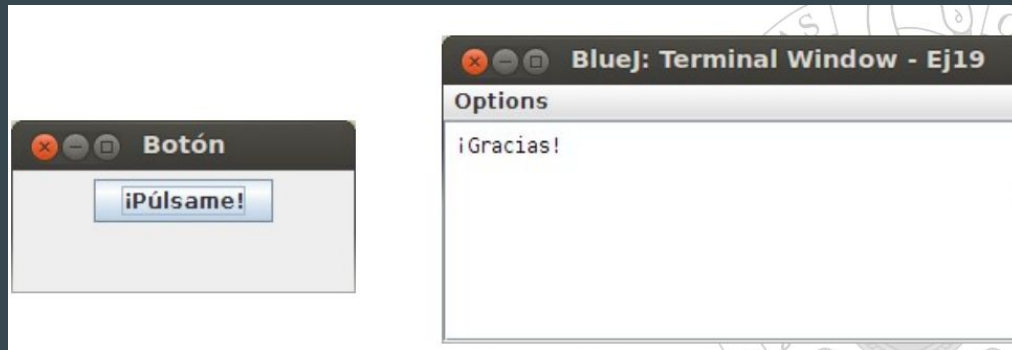 Botón
¡Púlsame!
BlueJ: Terminal Window - Ej19
Options
¡Gracias!